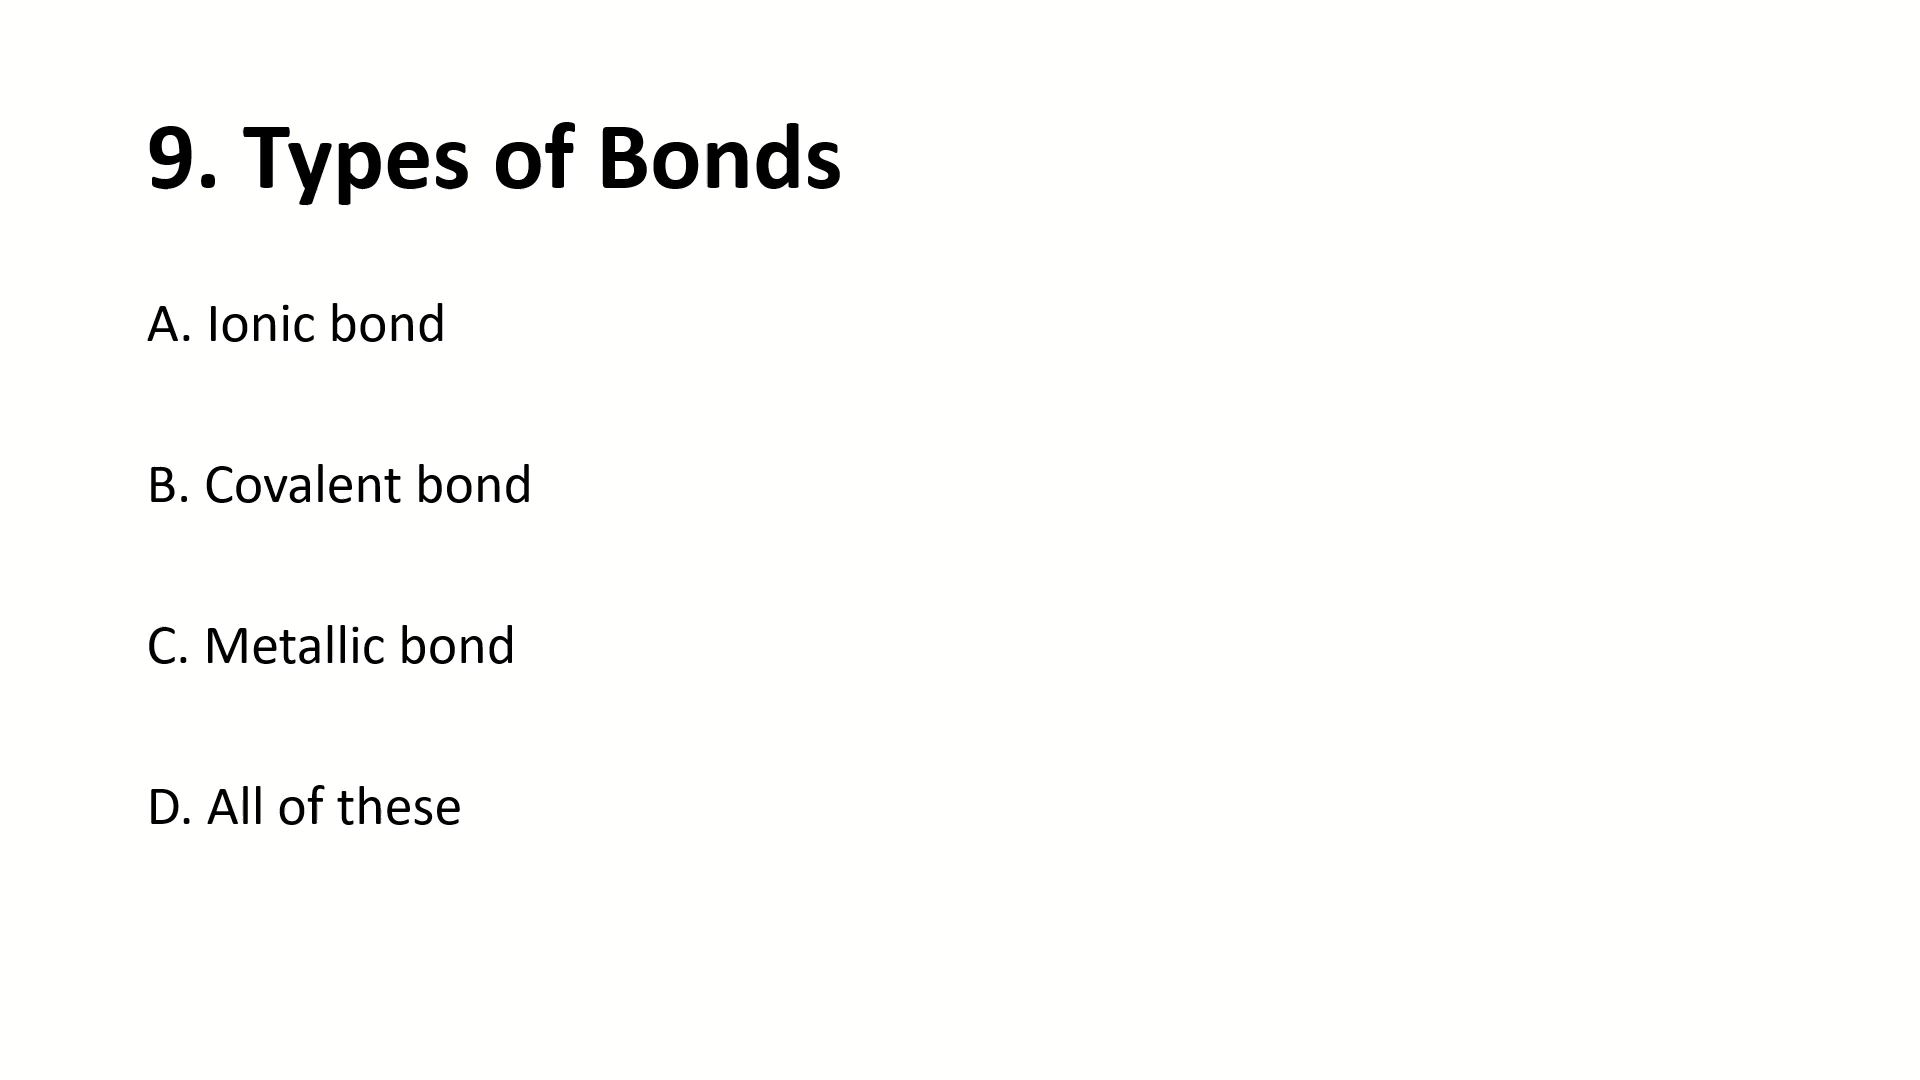 9. Types of Bonds
A. Ionic bond
B. Covalent bond
C. Metallic bond
D. All of these